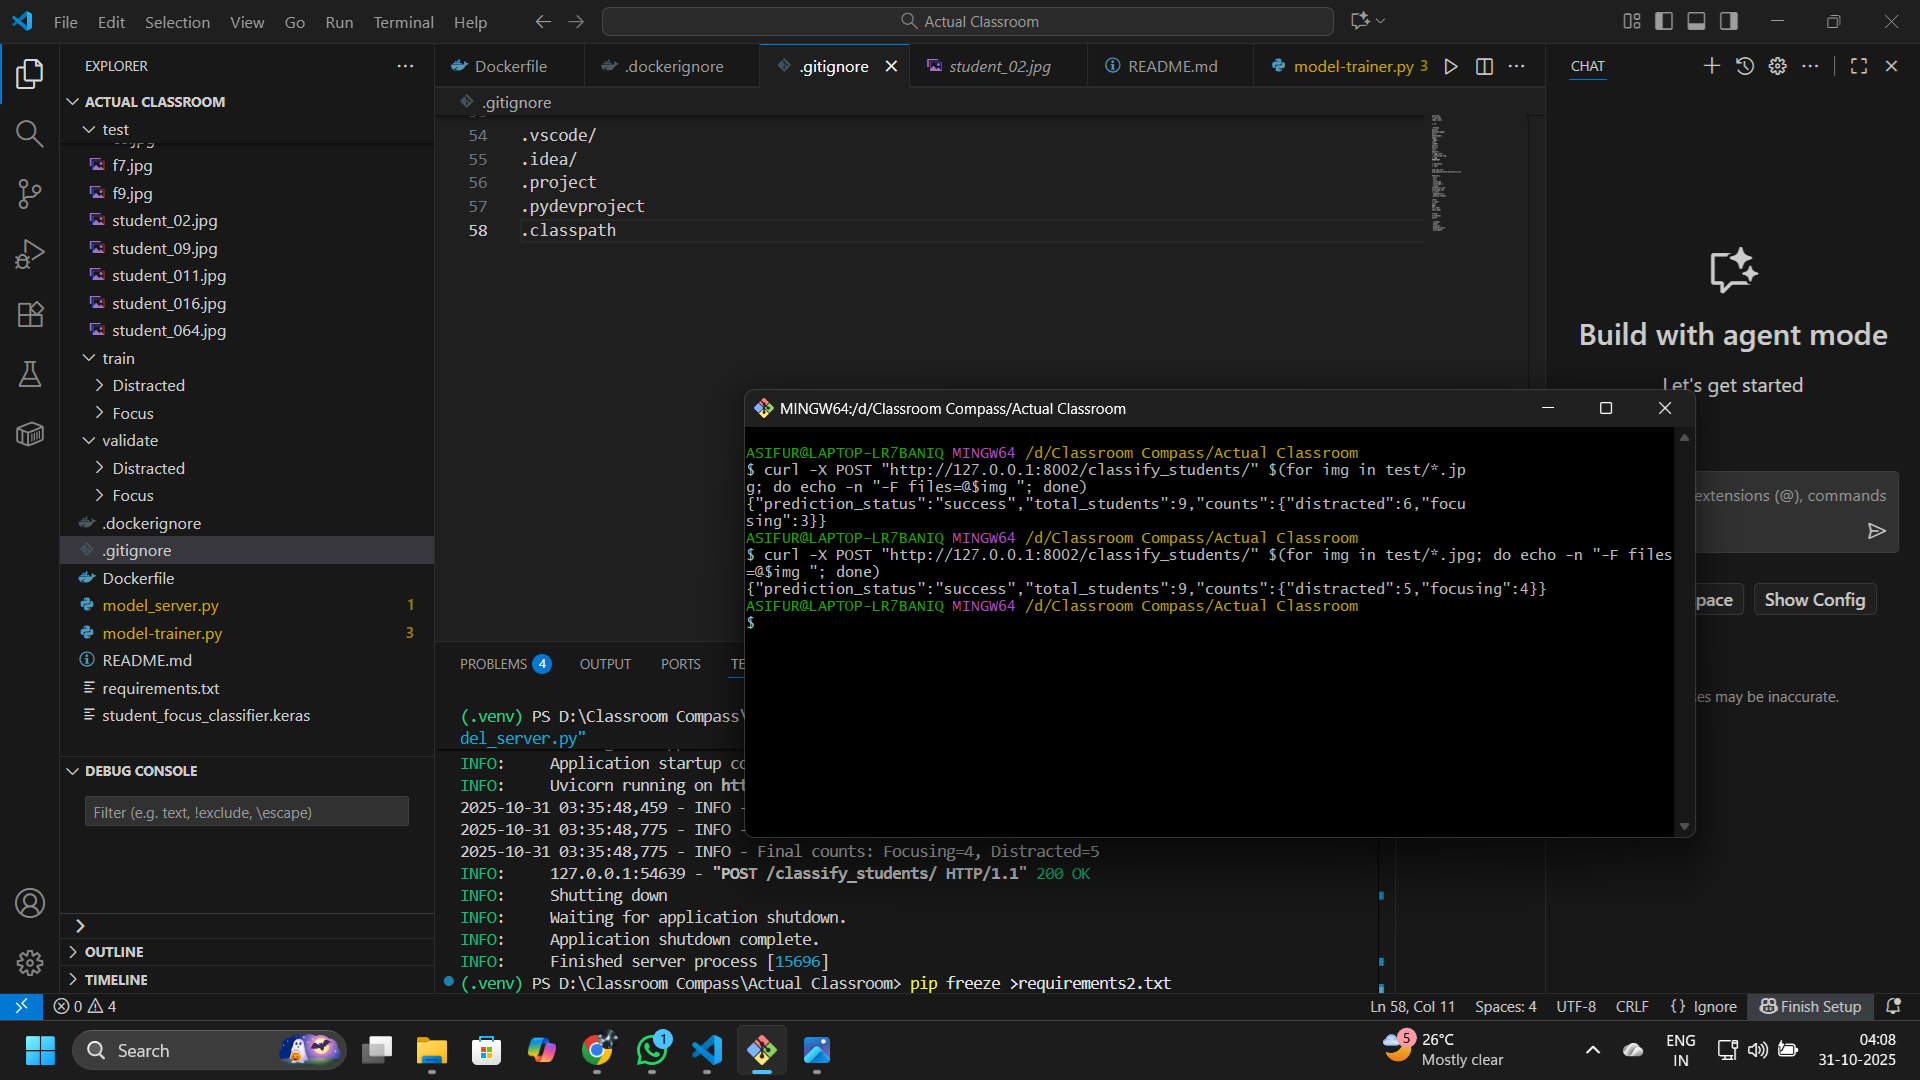 File Edit Selection View Go Run Terminal Help
Actual Classroom
EXPLORER
ACTUAL CLASSROOM
test
f7.jpg
f9.jpg
student_02.jpg
student_09.jpg
student_011.jpg
student_016.jpg
student_064.jpg
train
Distracted
Focus
validate
Distracted
Focus
.dockerignore
.gitignore
Dockerfile
model_server.py 1
model-trainer.py 3
README.md
requirements.txt
student_focus_classifier.keras
DEBUG CONSOLE
Filter (e.g. text, !exclude, \escape)
OUTLINE
TIMELINE
Dockerfile .dockerignore .gitignore student_02.jpg README.md model-trainer.py 3
.gitignore
54 .vscode/
55 .idea/
56 .project
57 .pydevproject
58 .classpath
PROBLEMS 4 OUTPUT PORTS TE
(.venv) PS D:\Classroom Compass\
del_server.py"
INFO: Application startup co
INFO: Uvicorn running on htt
2025-10-31 03:35:48,459 - INFO -
2025-10-31 03:35:48,775 - INFO -
2025-10-31 03:35:48,775 - INFO - Final counts: Focusing=4, Distracted=5
INFO: 127.0.0.1:54639 - "POST /classify_students/ HTTP/1.1" 200 OK
INFO: Shutting down
INFO: Waiting for application shutdown.
INFO: Application shutdown complete.
INFO: Finished server process [15696]
(.venv) PS D:\Classroom Compass\Actual Classroom> pip freeze >requirements2.txt
MINGW64:/d/Classroom Compass/Actual Classroom
ASIFUR@LAPTOP-LR7BANIQ MINGW64 /d/Classroom Compass/Actual Classroom
$ curl -X POST "http://127.0.0.1:8002/classify_students/" $(for img in test/*.jp
g; do echo -n "-F files=@$img "; done)
{"prediction_status":"success","total_students":9,"counts":{"distracted":6,"focu
sing":3}}
ASIFUR@LAPTOP-LR7BANIQ MINGW64 /d/Classroom Compass/Actual Classroom
$ curl -X POST "http://127.0.0.1:8002/classify_students/" $(for img in test/*.jpg; do echo -n "-F files
=@$img "; done)
{"prediction_status":"success","total_students":9,"counts":{"distracted":5,"focusing":4}}
ASIFUR@LAPTOP-LR7BANIQ MINGW64 /d/Classroom Compass/Actual Classroom
$
CHAT
Build with agent mode
Let's get started
extensions (@), commands
pace Show Config
es may be inaccurate.
0 4
Ln 58, Col 11 Spaces: 4 UTF-8 CRLF {} Ignore Finish Setup
Search
1
5
26°C
Mostly clear
ENG
IN
04:08
31-10-2025